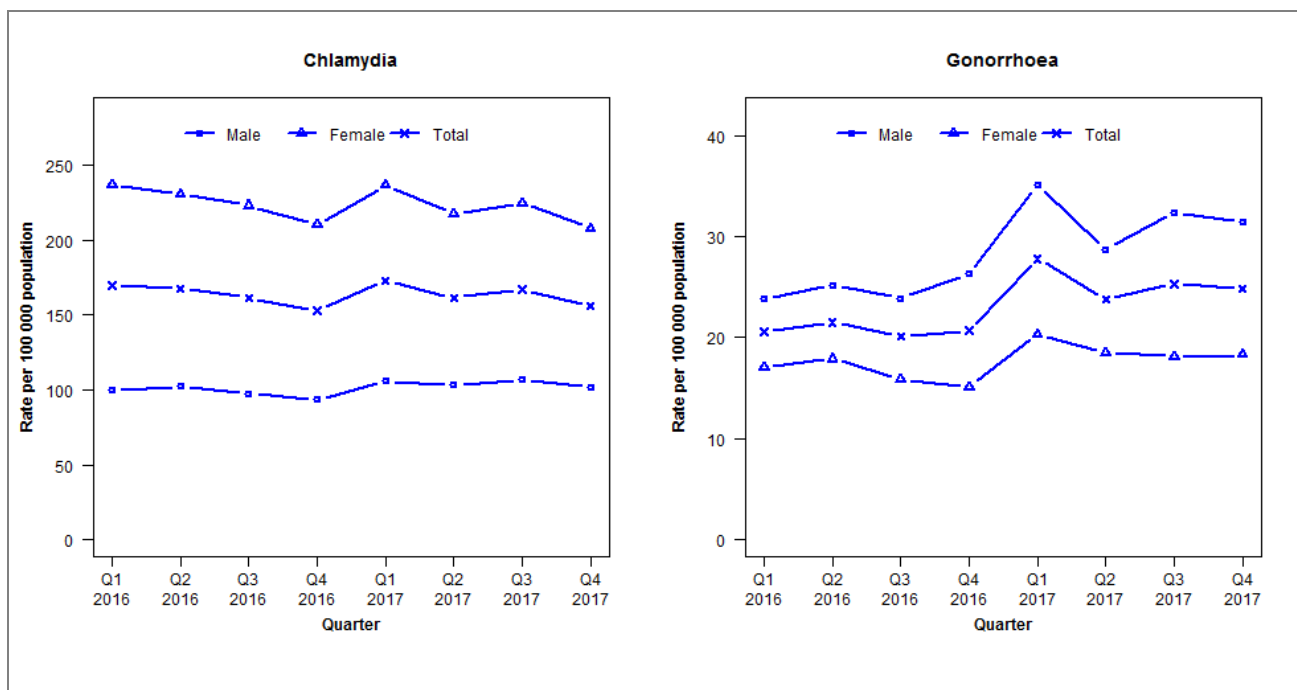 Chlamydia
Male Female Total
250
200
150
100
50
0
Rate per 100 000 population
Q1 Q2 Q3 Q4 Q1 Q2 Q3 Q4
2016 2016 2016 2016 2017 2017 2017 2017
Quarter
Gonorrhoea
Male Female Total
40
30
20
10
0
Rate per 100 000 population
Q1 Q2 Q3 Q4 Q1 Q2 Q3 Q4
2016 2016 2016 2016 2017 2017 2017 2017
Quarter